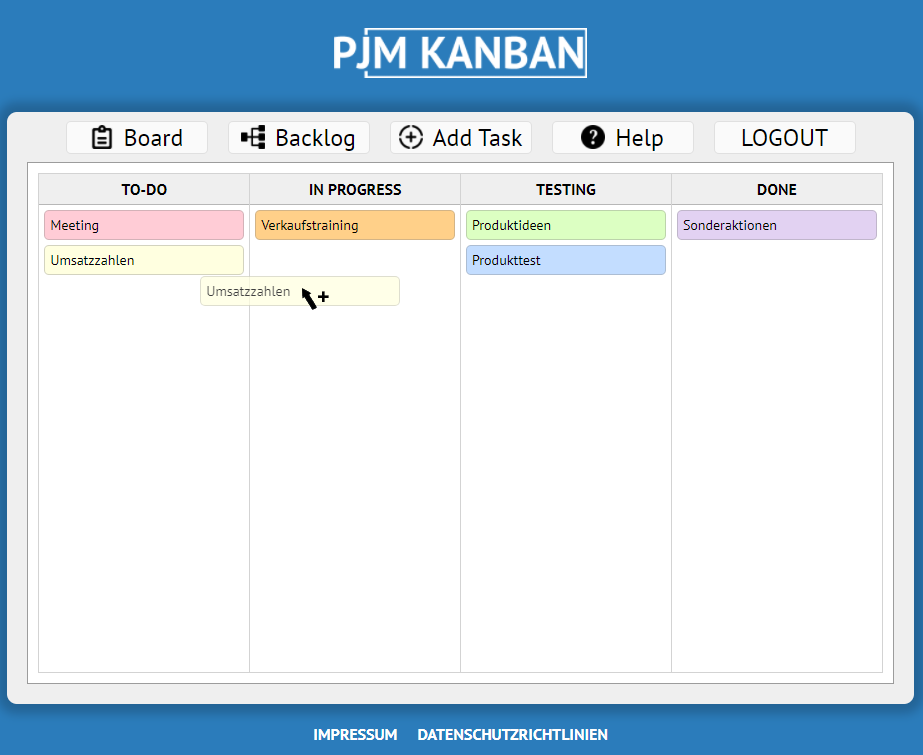 PJM KANBAN
Board Backlog Add Task Help LOGOUT
TO-DO IN PROGRESS TESTING DONE
Meeting Verkaufstraining Produktideen Sonderaktionen
Umsatzzahlen Produkttest
Umsatzzahlen
IMPRESSUM DATENSCHUTZRICHTLINIEN